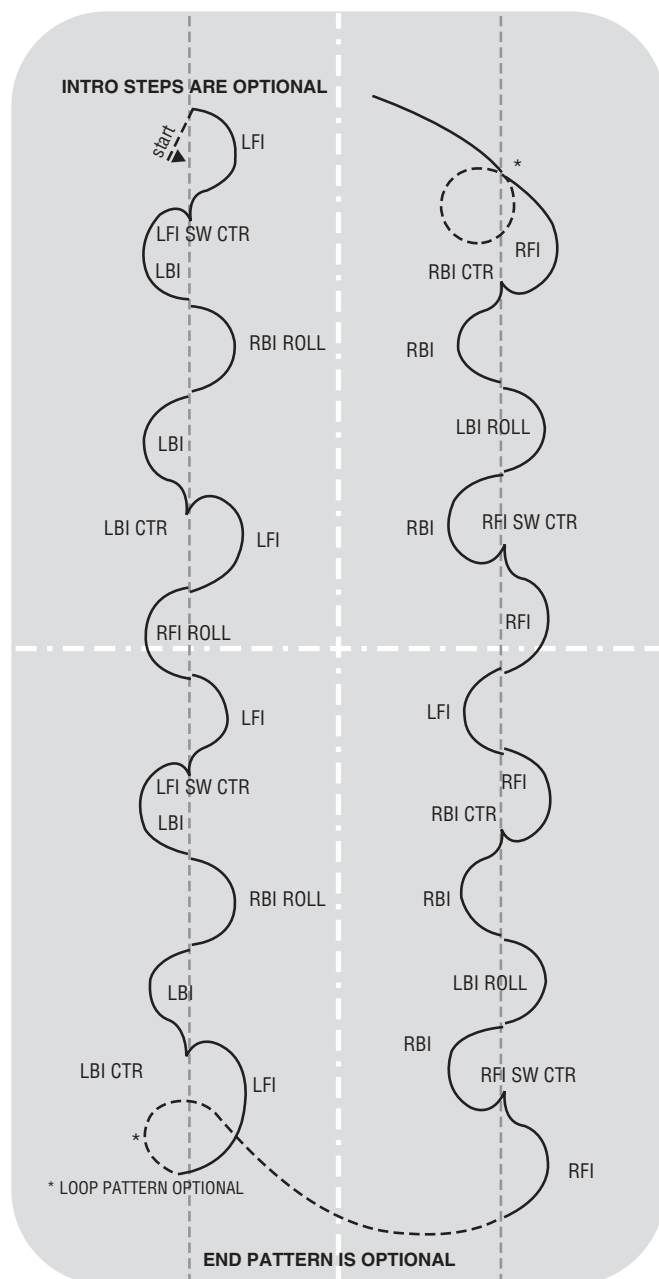 INTRO STEPS ARE OPTIONAL
start
LFI
LFI SW CTR
LBI
RBI ROLL
LBI
LBI CTR
LFI
RFI ROLL
LFI
LFI SW CTR
LBI
RBI ROLL
LBI
LBI CTR
LFI
*
* LOOP PATTERN OPTIONAL
*
RFI
RBI CTR
RBI
LBI ROLL
RBI
RFI SW CTR
RFI
LFI
RFI
RBI CTR
RBI
LBI ROLL
RBI
RFI SW CTR
RFI
END PATTERN IS OPTIONAL